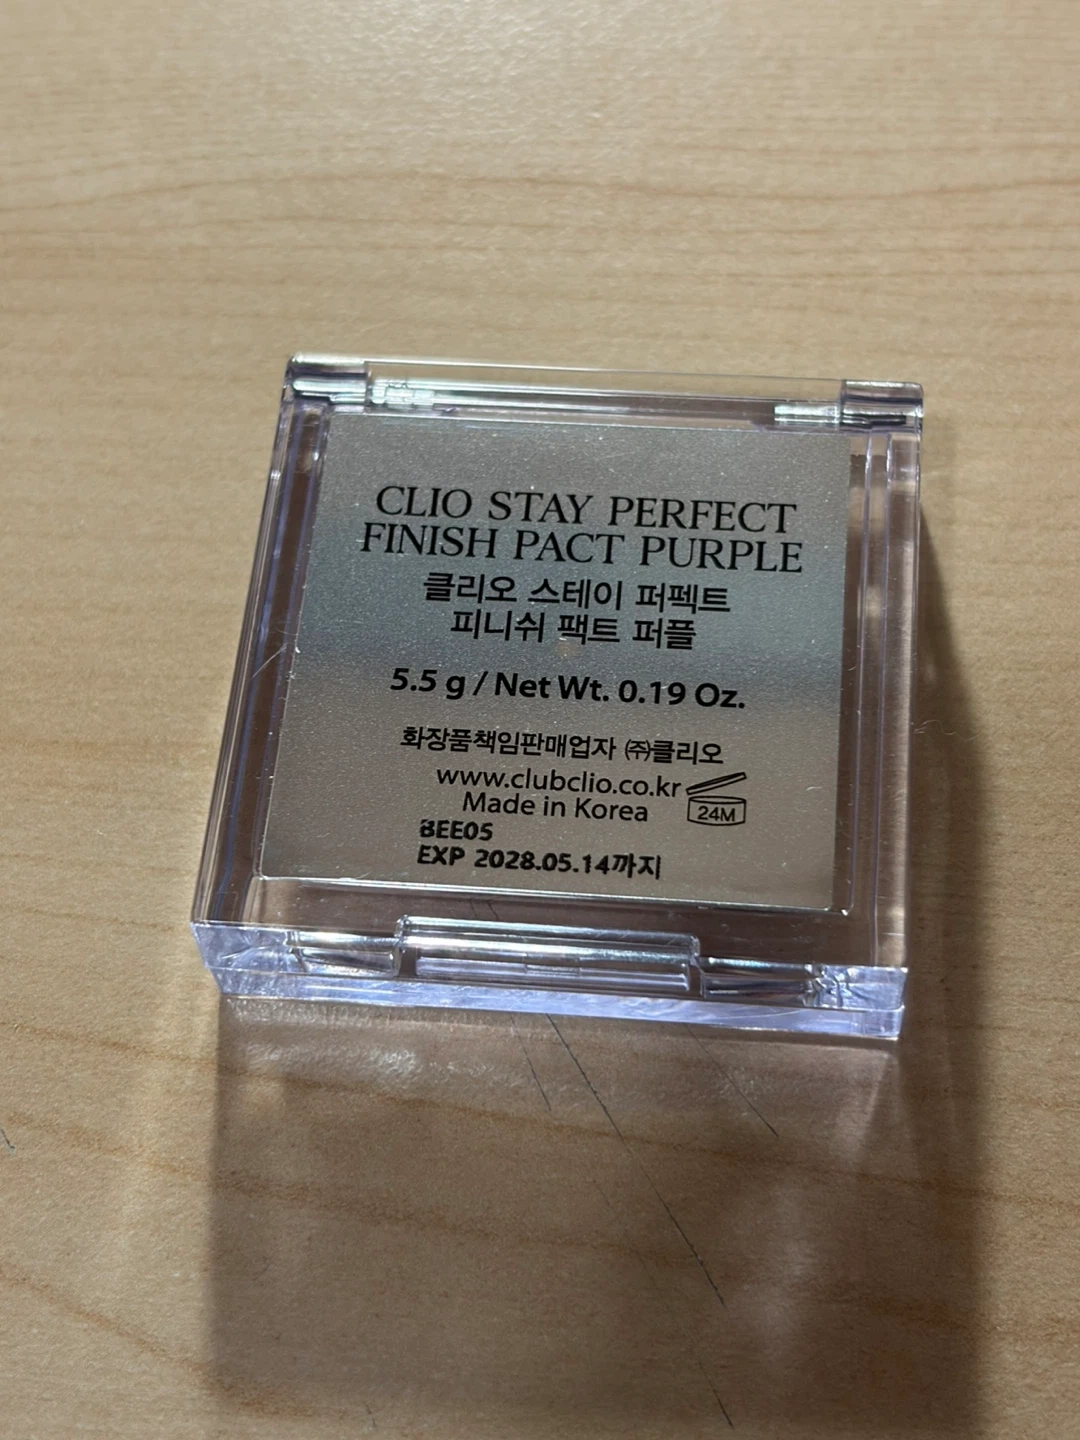 CLIO STAY PERFECT
FINISH PACT PURPLE
클리오 스테이 퍼펙트
피니쉬 팩트 퍼플
5.5 g / Net Wt. 0.19 Oz.
화장품책임판매업자 ㈜클리오
www.clubclio.co.kr
Made in Korea
24M
BEE05
EXP 2028.05.14까지